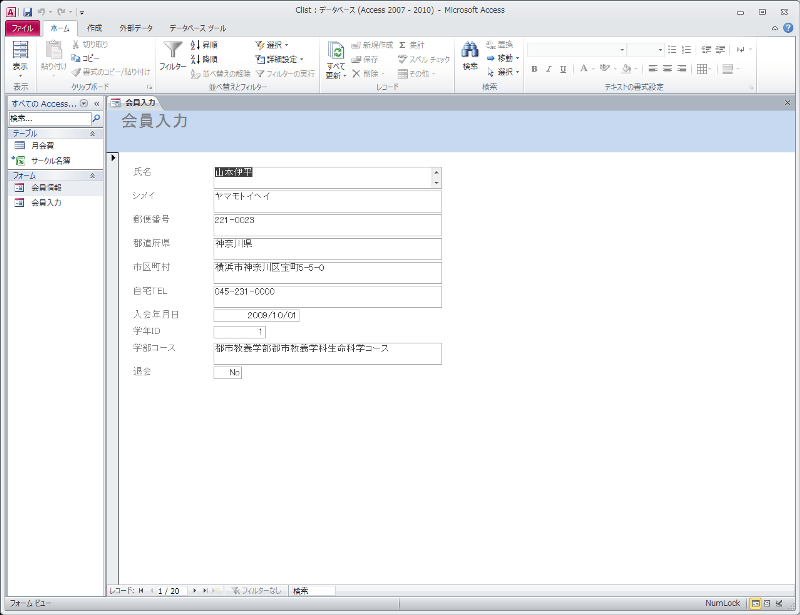 Clist : データベース (Access 2007 - 2010) - Microsoft Access
ファイル ホーム 作成 外部データ データベース ツール
表示
表示
貼り付け
切り取り
コピー
書式のコピー/貼り付け
クリップボード
フィルター
昇順
降順
並べ替えの解除
選択
詳細設定
フィルターの実行
並べ替えとフィルター
すべて
更新
新規作成
保存
削除
集計
スペル チェック
その他
レコード
検索
置換
移動
選択
検索
B I U A
テキストの書式設定
すべての Access...
検索...
テーブル
月会費
サークル名簿
フォーム
会員情報
会員入力
会員入力
会員入力
氏名 山本伊平
シメイ ヤマモトイヘイ
郵便番号 221-0023
都道府県 神奈川県
市区町村 横浜市神奈川区宝町5-5-0
自宅TEL 045-231-0000
入会年月日 2009/10/01
学年ID 1
学部コース 都市教養学部都市教養学科生命科学コース
退会 No
レコード: 1 / 20 フィルターなし 検索
フォーム ビュー NumLock